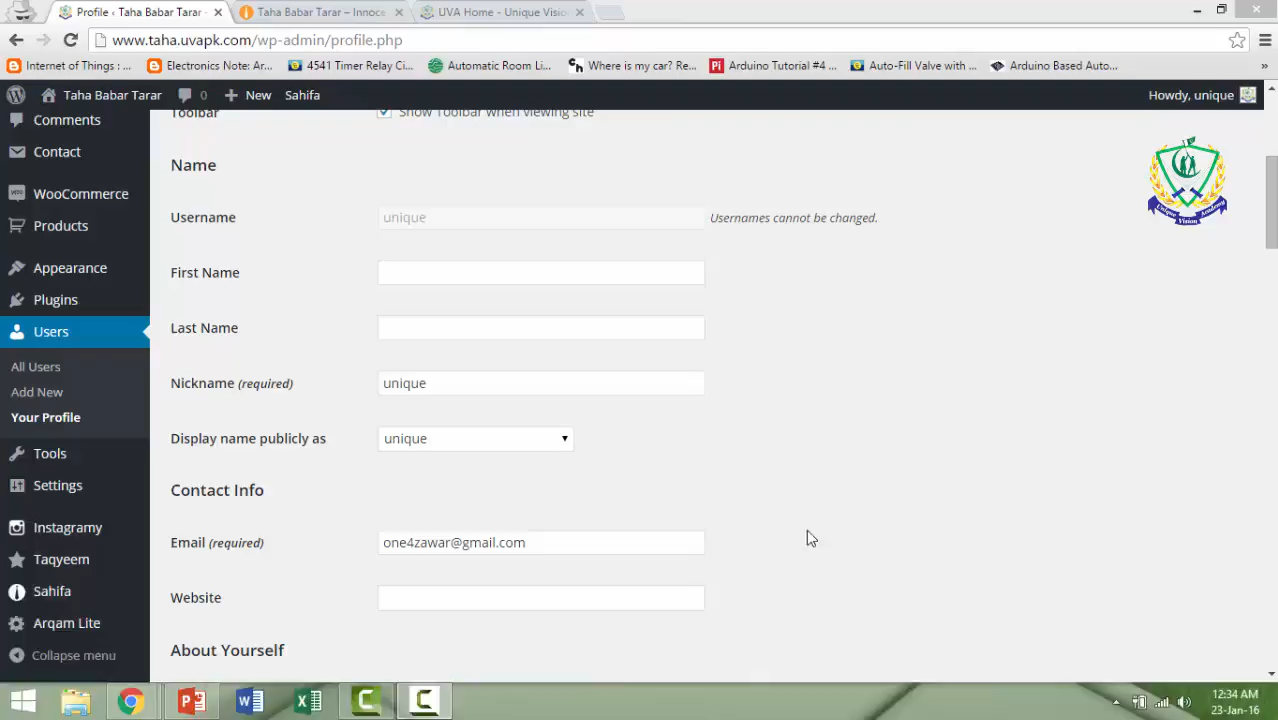 Profile ‹ Taha Babar Tarar
Taha Babar Tarar – Innoce
UVA Home - Unique Visio
www.taha.uvapk.com/wp-admin/profile.php
Internet of Things : ...
Electronics Note: Ar...
4541 Timer Relay Ci...
Automatic Room Li...
Where is my car? Re...
Arduino Tutorial #4 ...
Auto-Fill Valve with ...
Arduino Based Auto...
»
Taha Babar Tarar
0
New
Sahifa
Howdy, unique
Comments
Contact
WooCommerce
Products
Appearance
Plugins
Users
All Users
Add New
Your Profile
Tools
Settings
Instagramy
Taqyeem
Sahifa
Arqam Lite
Collapse menu
Toolbar
Show Toolbar when viewing site
Name
Username
unique
Usernames cannot be changed.
First Name
Last Name
Nickname (required)
unique
Display name publicly as
unique
Contact Info
Email (required)
one4zawar@gmail.com
Website
About Yourself
Unique Vision Academy
12:34 AM
23-Jan-16